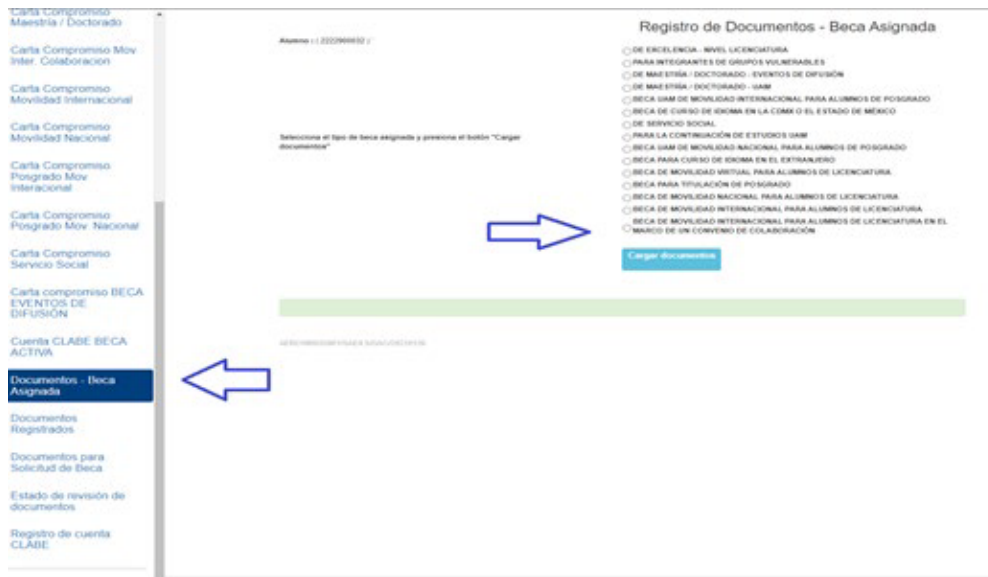 Carta Compromiso
Maestría / Doctorado
Carta Compromiso Mov
Inter. Colaboracion
Carta Compromiso
Movilidad Internacional
Carta Compromiso
Movilidad Nacional
Carta Compromiso
Posgrado Mov
Interacional
Carta Compromiso
Posgrado Mov. Nacional
Carta Compromiso
Servicio Social
Carta compromiso BECA
EVENTOS DE
DIFUSIÓN
Cuenta CLABE BECA
ACTIVA
Documentos - Beca
Asignada
Documentos
Registrados
Documentos para
Solicitud de Beca
Estado de revisión de
documentos
Registro de cuenta
CLABE
Registro de Documentos - Beca Asignada
Alumno : ( 2222900032 )
Selecciona el tipo de beca asignada y presiona el botón "Cargar
documentos"
DE EXCELENCIA - NIVEL LICENCIATURA
PARA INTEGRANTES DE GRUPOS VULNERABLES
DE MAESTRÍA / DOCTORADO - EVENTOS DE DIFUSIÓN
DE MAESTRÍA / DOCTORADO - UAM
BECA UAM DE MOVILIDAD INTERNACIONAL PARA ALUMNOS DE POSGRADO
BECA DE CURSO DE IDIOMA EN LA CDMX O EL ESTADO DE MÉXICO
DE SERVICIO SOCIAL
PARA LA CONTINUACIÓN DE ESTUDIOS UAM
BECA UAM DE MOVILIDAD NACIONAL PARA ALUMNOS DE POSGRADO
BECA PARA CURSO DE IDIOMA EN EL EXTRANJERO
BECA DE MOVILIDAD VIRTUAL PARA ALUMNOS DE LICENCIATURA
BECA PARA TITULACIÓN DE POSGRADO
BECA DE MOVILIDAD NACIONAL PARA ALUMNOS DE LICENCIATURA
BECA DE MOVILIDAD INTERNACIONAL PARA ALUMNOS DE LICENCIATURA
BECA DE MOVILIDAD INTERNACIONAL PARA ALUMNOS DE LICENCIATURA EN EL
MARCO DE UN CONVENIO DE COLABORACIÓN
Cargar documentos